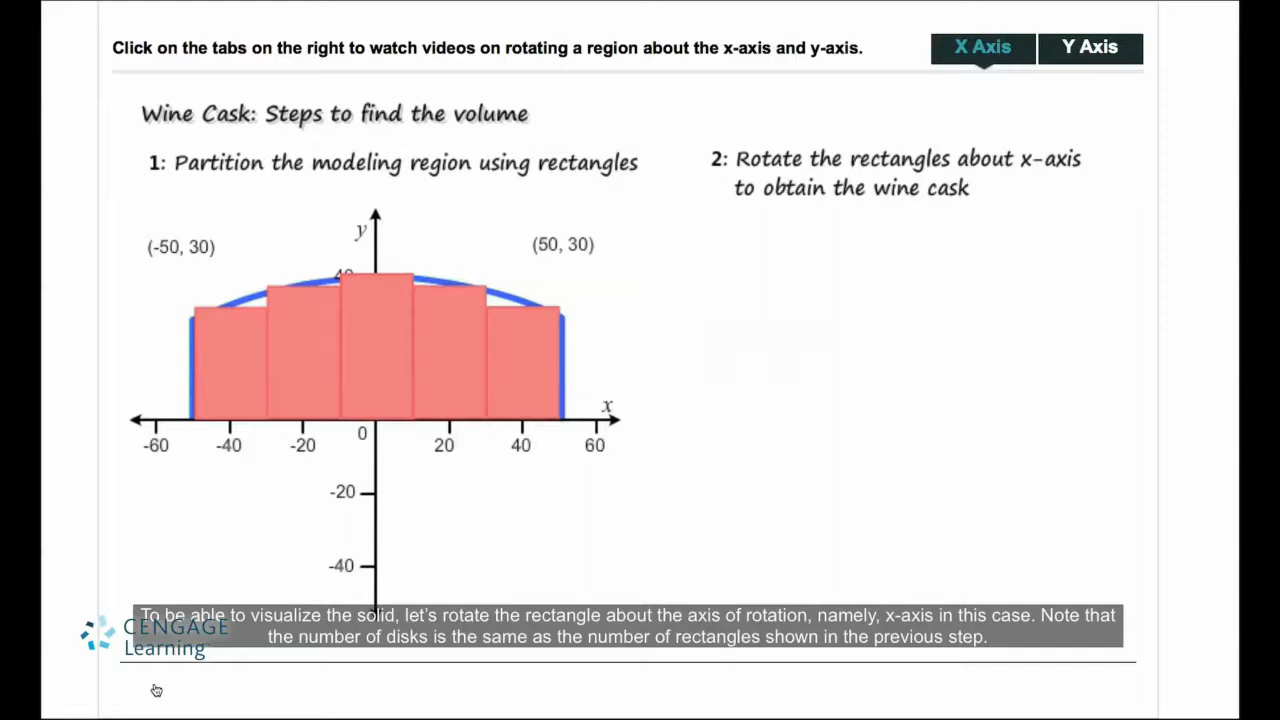 Click on the tabs on the right to watch videos on rotating a region about the x-axis and y-axis.
X Axis
Y Axis
Wine Cask: Steps to find the volume
1: Partition the modeling region using rectangles
2: Rotate the rectangles about x-axis
to obtain the wine cask
y
(-50, 30)
(50, 30)
40
x
0
-60 -40 -20 20 40 60
-20
-40
To be able to visualize the solid, let's rotate the rectangle about the axis of rotation, namely, x-axis in this case. Note that
the number of disks is the same as the number of rectangles shown in the previous step.
CENGAGE
Learning